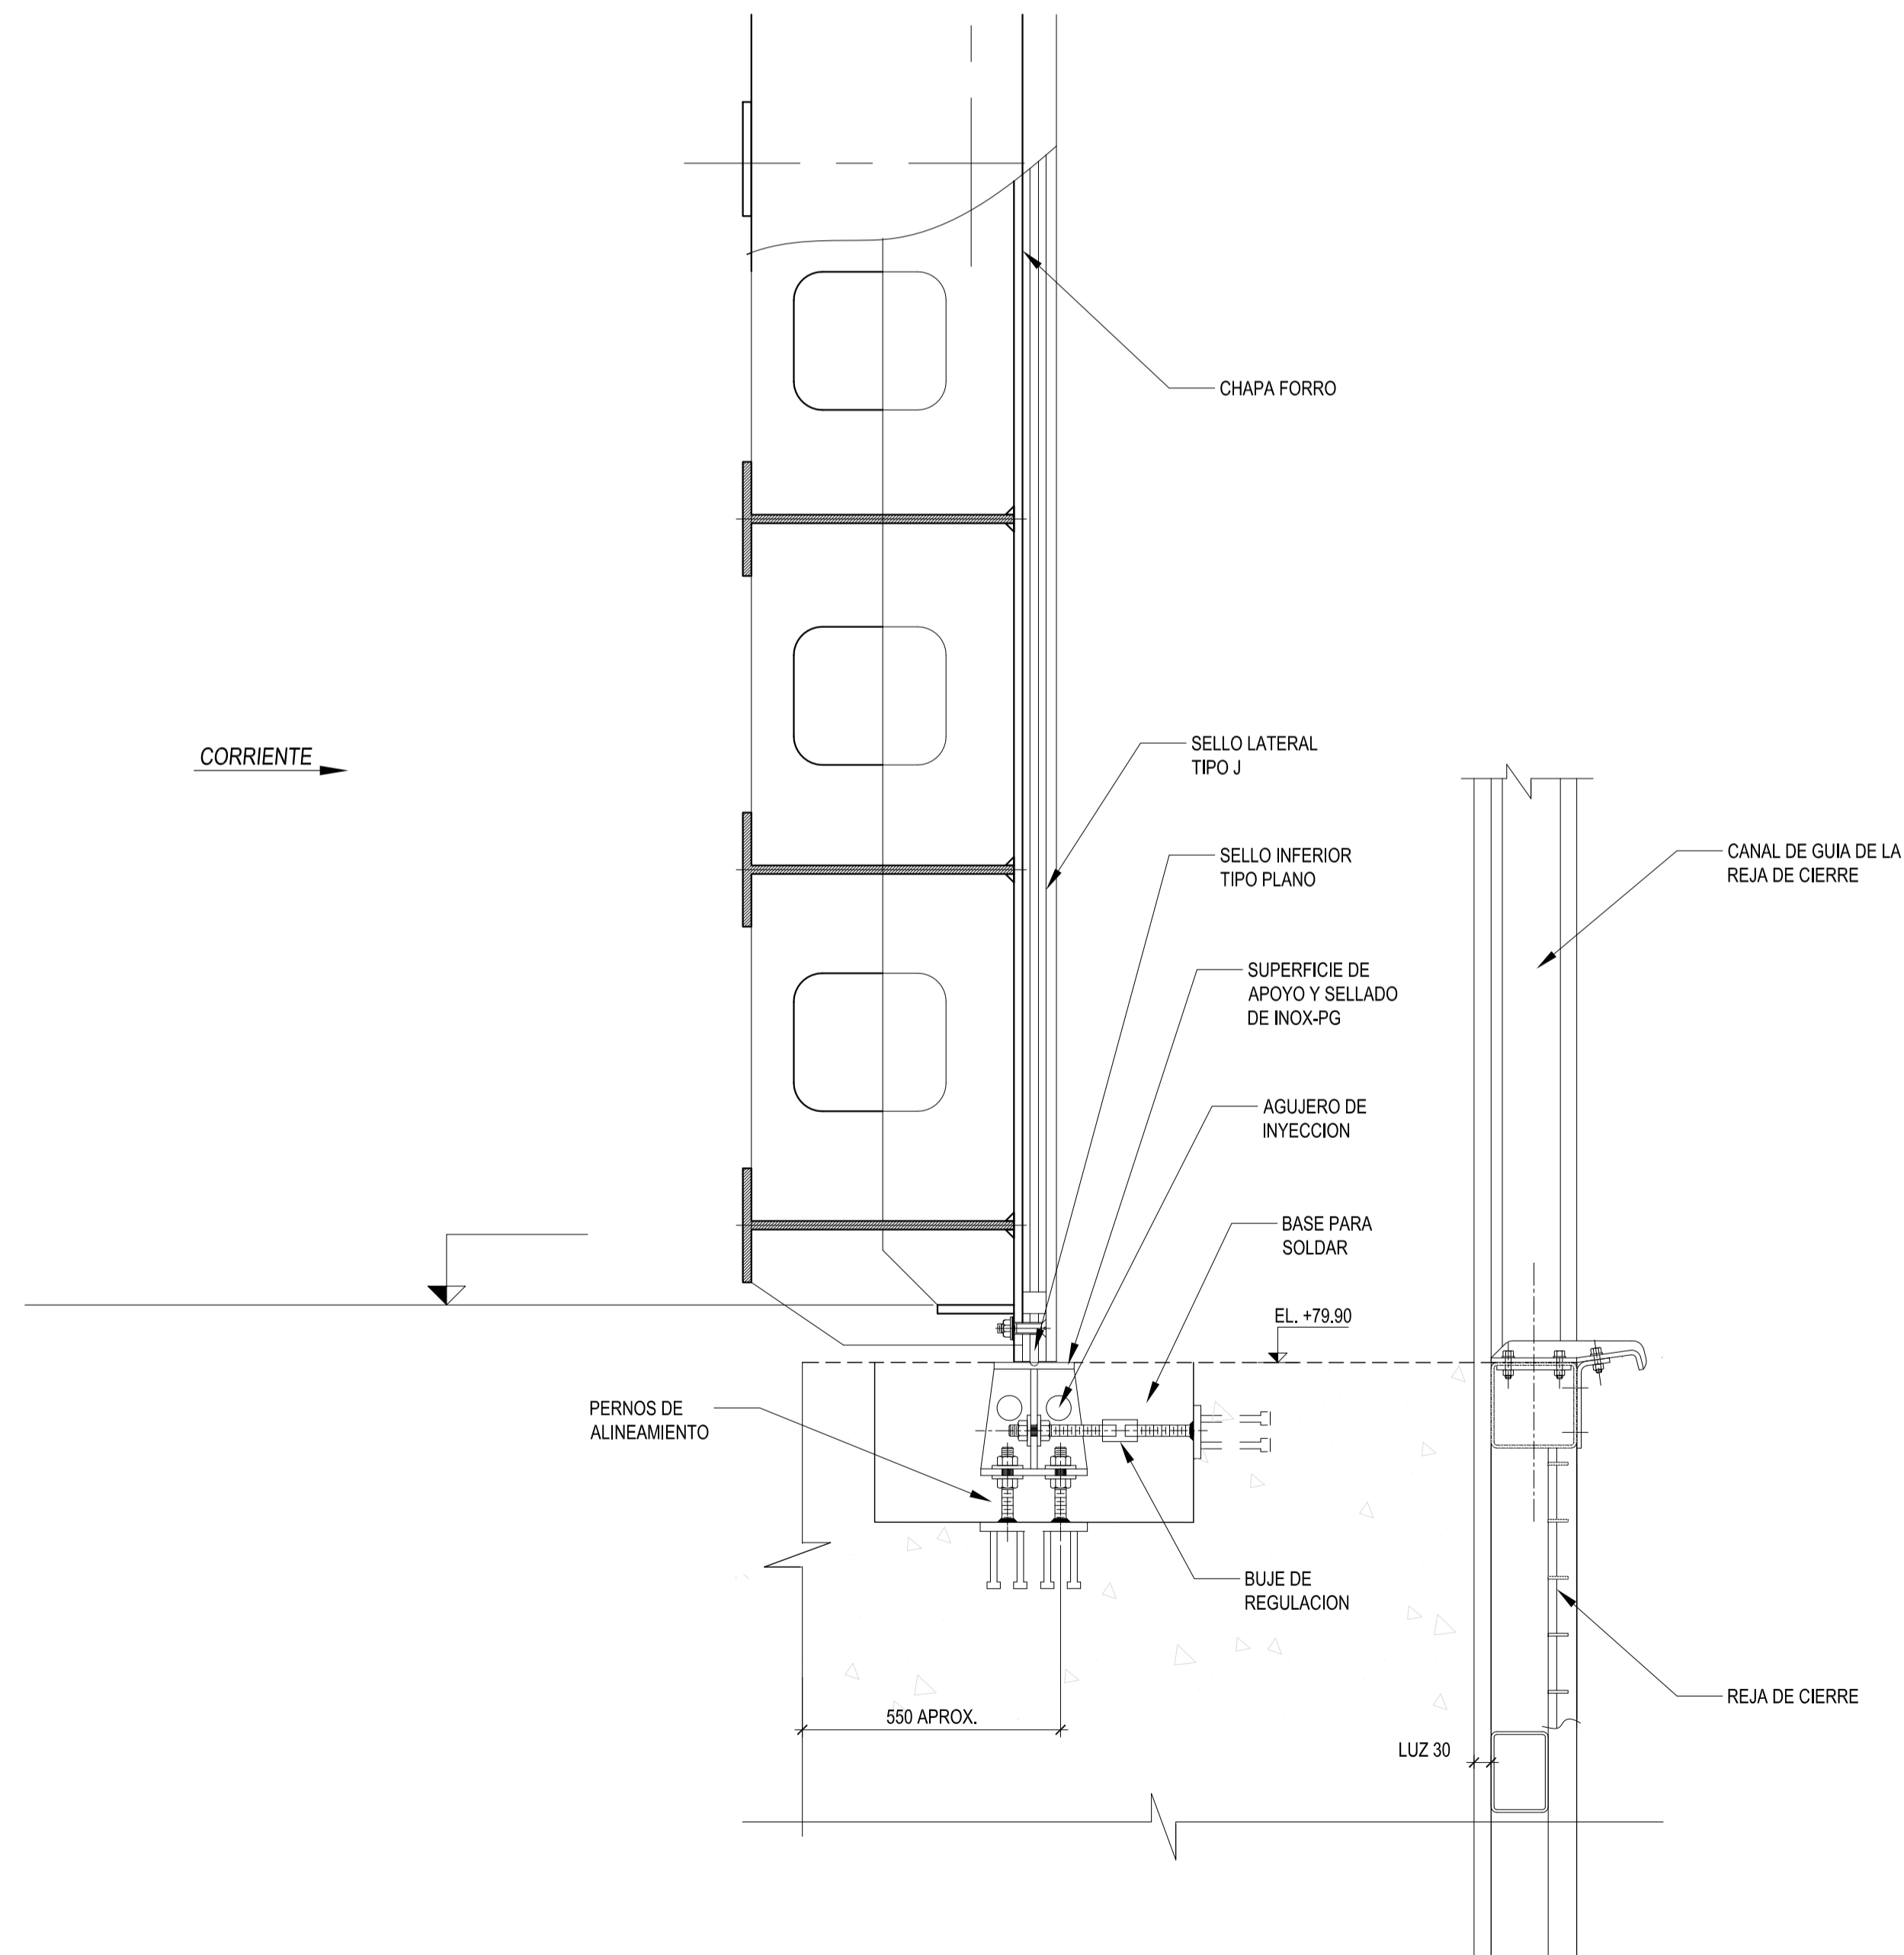 CHAPA FORRO
CORRIENTE
SELLO LATERAL
TIPO J
SELLO INFERIOR
TIPO PLANO
CANAL DE GUIA DE LA
REJA DE CIERRE
SUPERFICIE DE
APOYO Y SELLADO
DE INOX-PG
AGUJERO DE
INYECCION
BASE PARA
SOLDAR
EL. +79.90
PERNOS DE
ALINEAMIENTO
BUJE DE
REGULACION
REJA DE CIERRE
550 APROX.
LUZ 30